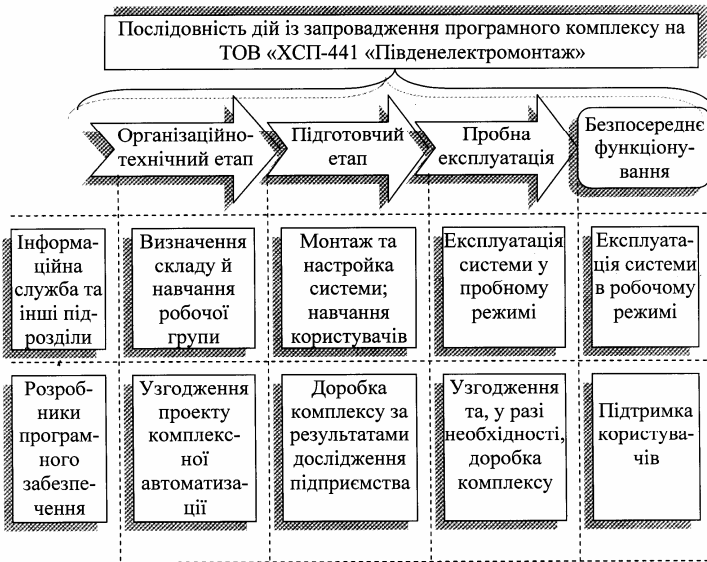 Послідовність дій із запровадження програмного комплексу на
ТОВ «ХСП-441 «Південелектромонтаж»
Організаційно-
технічний етап
Підготовчий
етап
Пробна
експлуатація
Безпосереднє
функціону-
вання
Інформа-
ційна
служба та
інші під-
розділи
Визначення
складу й
навчання
робочої
групи
Монтаж та
настройка
системи;
навчання
користувачів
Експлуатація
системи у
пробному
режимі
Експлуата-
ція системи
в робочому
режимі
Розроб-
ники
програм-
ного
забезпе-
чення
Узгодження
проекту
комплекс-
ної
автоматиза-
ції
Доробка
комплексу за
результатами
дослідження
підприємства
Узгодження
та, у разі
необхідності,
доробка
комплексу
Підтримка
користува-
чів